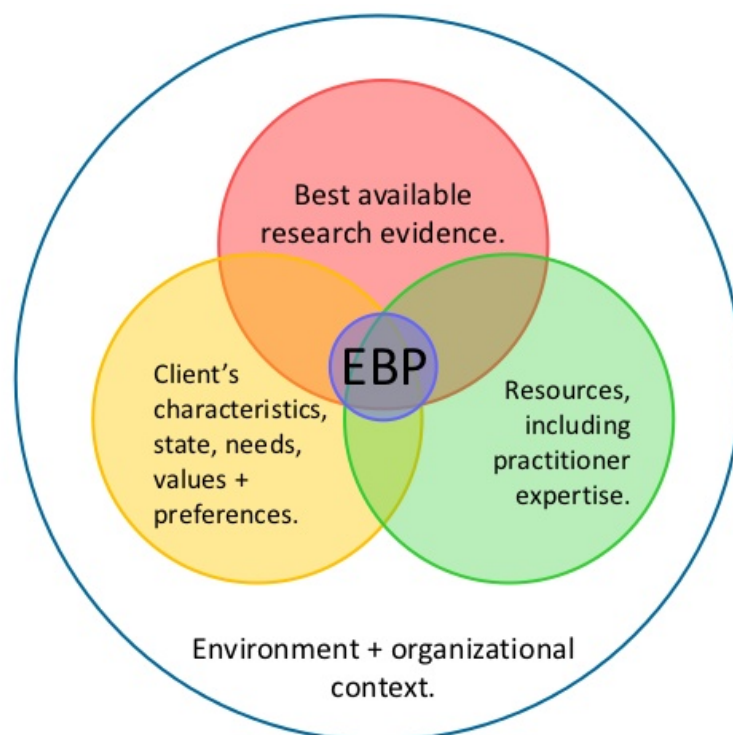 Best available
research evidence.
EBP
Client's
characteristics,
state, needs,
values +
preferences.
Resources,
including
practitioner
expertise.
Environment + organizational
context.